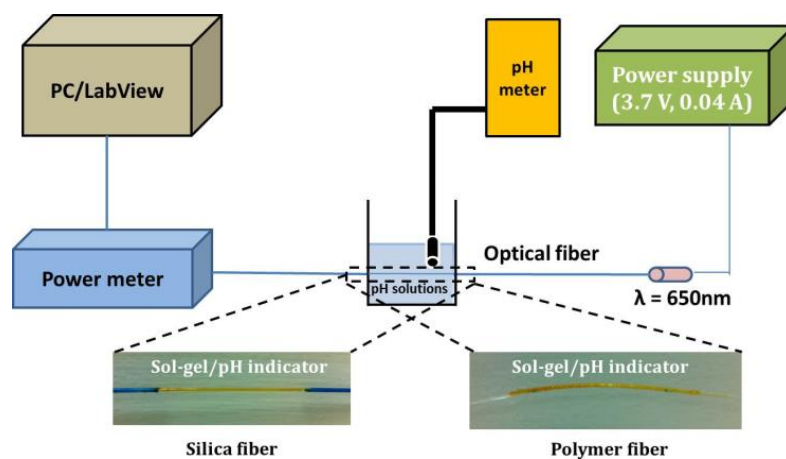 PC/LabView
pH
meter
Power supply
(3.7 V, 0.04 A)
Power meter
Optical fiber
pH solutions
λ = 650nm
Sol-gel/pH indicator
Sol-gel/pH indicator
Silica fiber
Polymer fiber